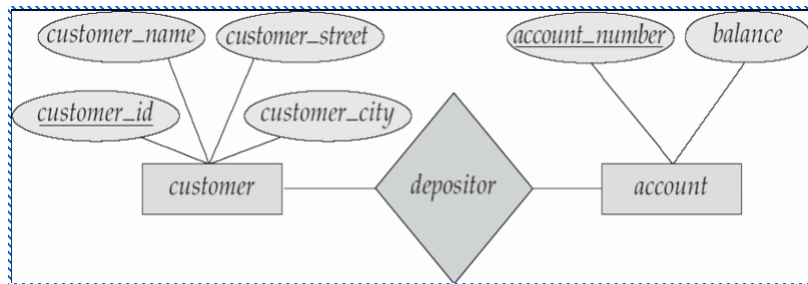 customer_name customer_street account_number balance
customer_id customer_city
customer depositor account